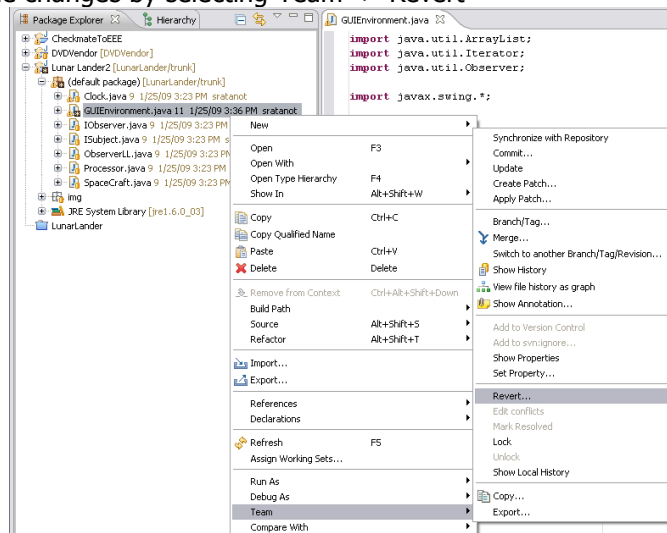 changes by selecting Team -> Revert
Package Explorer
Hierarchy
CheckmateToEEE
DVDVendor [DVDVendor]
Lunar Lander2 [LunarLander/trunk]
(default package) [LunarLander/trunk]
Clock.java 9 1/25/09 3:23 PM sratanot
GUIEnvironment.java 11 1/25/09 3:36 PM sratanot
IObserver.java 9 1/25/09 3:23 PM
ISubject.java 9 1/25/09 3:23 PM s
ObserverLL.java 9 1/25/09 3:23 PM
Processor.java 9 1/25/09 3:23 PM
SpaceCraft.java 9 1/25/09 3:23 PM
img
JRE System Library [jre1.6.0_03]
LunarLander
GUIEnvironment.java
import java.util.ArrayList;
import java.util.Iterator;
import java.util.Observer;
import javax.swing.*;
New
Open F3
Open With
Open Type Hierarchy F4
Show In Alt+Shift+W
Copy Ctrl+C
Copy Qualified Name
Paste Ctrl+V
Delete Delete
Remove from Context Ctrl+Alt+Shift+Down
Build Path
Source Alt+Shift+S
Refactor Alt+Shift+T
Import...
Export...
References
Declarations
Refresh F5
Assign Working Sets...
Run As
Debug As
Team
Compare With
Synchronize with Repository
Commit...
Update
Create Patch...
Apply Patch...
Branch/Tag...
Merge...
Switch to another Branch/Tag/Revision...
Show History
View file history as graph
Show Annotation...
Add to Version Control
Add to svn:ignore...
Show Properties
Set Property...
Revert...
Edit conflicts
Mark Resolved
Lock
Unlock
Show Local History
Copy...
Export...